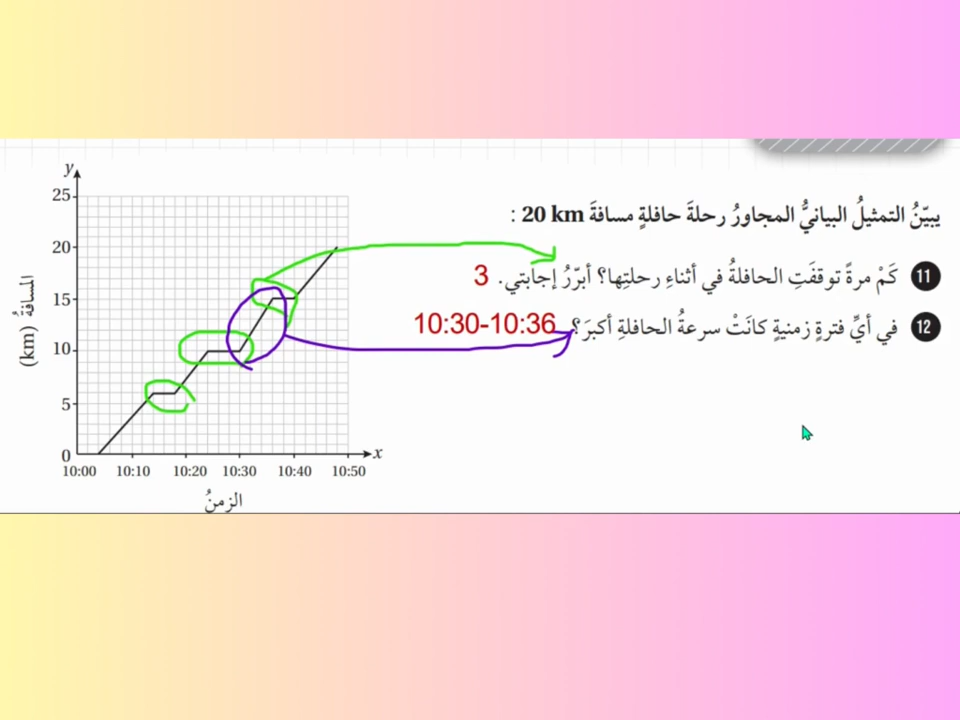 يبيّنُ التمثيلُ البيانيُّ المجاورُ رحلةَ حافلةٍ مسافةَ 20 km :
11 كَمْ مرةً توقفَتِ الحافلةُ في أثناءِ رحلتِها؟ أبرّرُ إجابتي. 3
12 في أيِّ فترةٍ زمنيةٍ كانَتْ سرعةُ الحافلةِ أكبرَ؟ 10:30-10:36
y
25
20
15
10
5
0
المسافةُ (km)
10:00 10:10 10:20 10:30 10:40 10:50
x
الزمنُ